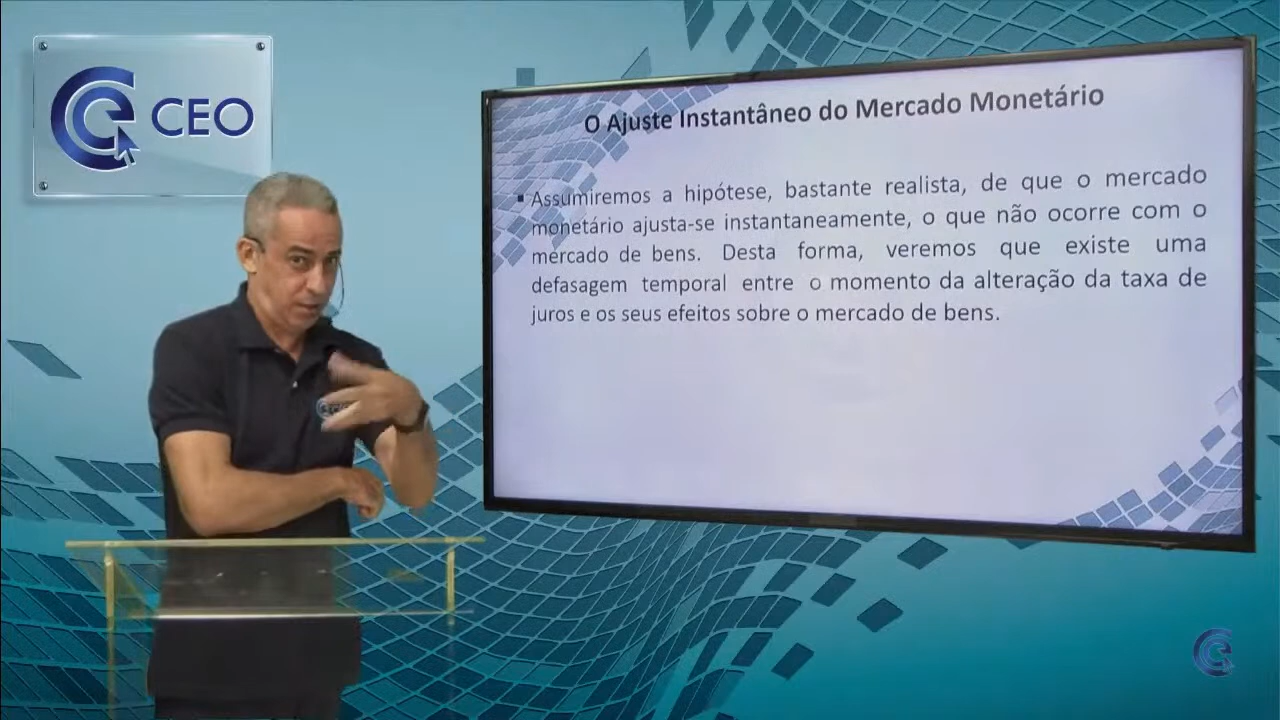 CEO
O Ajuste Instantâneo do Mercado Monetário
▪ Assumiremos a hipótese, bastante realista, de que o mercado
monetário ajusta-se instantaneamente, o que não ocorre com o
mercado de bens. Desta forma, veremos que existe uma
defasagem temporal entre o momento da alteração da taxa de
juros e os seus efeitos sobre o mercado de bens.